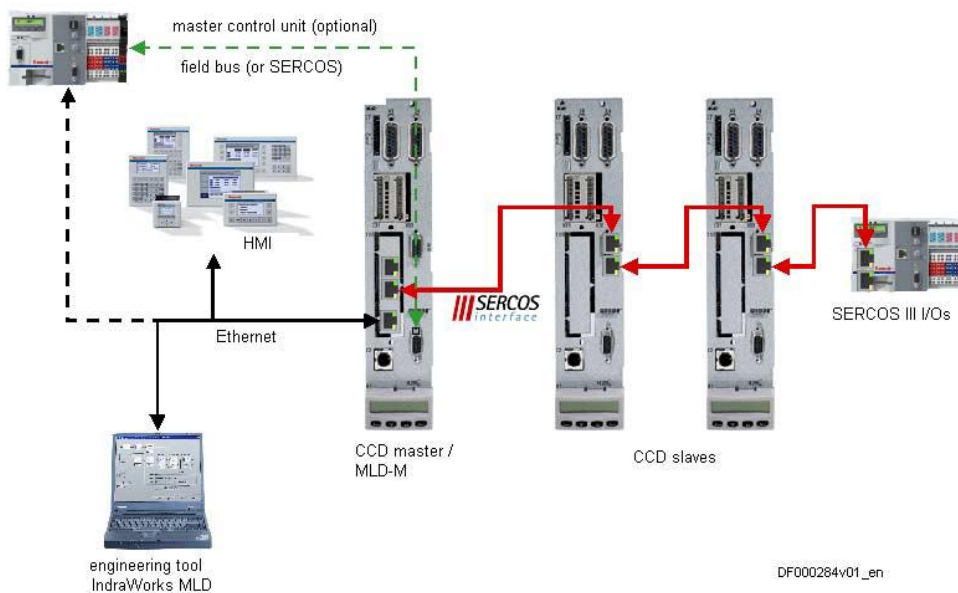 master control unit (optional)
field bus (or SERCOS)
HMI
Ethernet
SERCOS
interface
SERCOS III I/Os
CCD master /
MLD-M
CCD slaves
engineering tool
IndraWorks MLD
DF000284v01_en